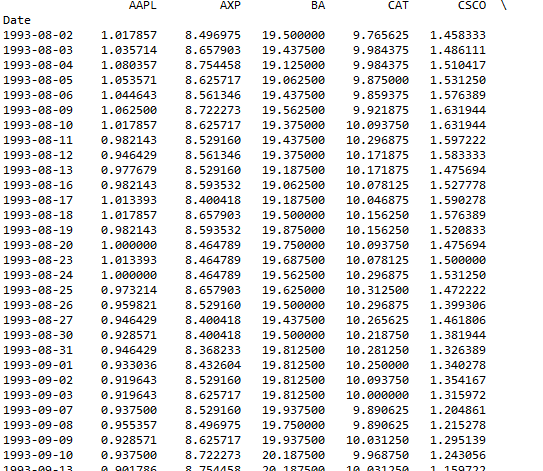 AAPL AXP BA CAT CSCO \
Date
1993-08-02 1.017857 8.496975 19.500000 9.765625 1.458333
1993-08-03 1.035714 8.657903 19.437500 9.984375 1.486111
1993-08-04 1.080357 8.754458 19.125000 9.984375 1.510417
1993-08-05 1.053571 8.625717 19.062500 9.875000 1.531250
1993-08-06 1.044643 8.561346 19.437500 9.859375 1.576389
1993-08-09 1.062500 8.722273 19.562500 9.921875 1.631944
1993-08-10 1.017857 8.625717 19.375000 10.093750 1.631944
1993-08-11 0.982143 8.529160 19.437500 10.296875 1.597222
1993-08-12 0.946429 8.561346 19.375000 10.171875 1.583333
1993-08-13 0.977679 8.529160 19.187500 10.171875 1.475694
1993-08-16 0.982143 8.593532 19.062500 10.078125 1.527778
1993-08-17 1.013393 8.400418 19.187500 10.046875 1.590278
1993-08-18 1.017857 8.657903 19.500000 10.156250 1.576389
1993-08-19 0.982143 8.593532 19.875000 10.156250 1.520833
1993-08-20 1.000000 8.464789 19.750000 10.093750 1.475694
1993-08-23 1.013393 8.464789 19.687500 10.078125 1.500000
1993-08-24 1.000000 8.464789 19.562500 10.296875 1.531250
1993-08-25 0.973214 8.657903 19.625000 10.312500 1.472222
1993-08-26 0.959821 8.529160 19.500000 10.296875 1.399306
1993-08-27 0.946429 8.400418 19.437500 10.265625 1.461806
1993-08-30 0.928571 8.400418 19.500000 10.218750 1.381944
1993-08-31 0.946429 8.368233 19.812500 10.281250 1.326389
1993-09-01 0.933036 8.432604 19.812500 10.250000 1.340278
1993-09-02 0.919643 8.529160 19.812500 10.093750 1.354167
1993-09-03 0.919643 8.625717 19.812500 10.000000 1.315972
1993-09-07 0.937500 8.529160 19.937500 9.890625 1.204861
1993-09-08 0.955357 8.496975 19.750000 9.890625 1.215278
1993-09-09 0.928571 8.625717 19.937500 10.031250 1.295139
1993-09-10 0.937500 8.722273 20.187500 9.968750 1.243056
1993-09-13 0.901786 8.754458 20.187500 10.031250 1.159722